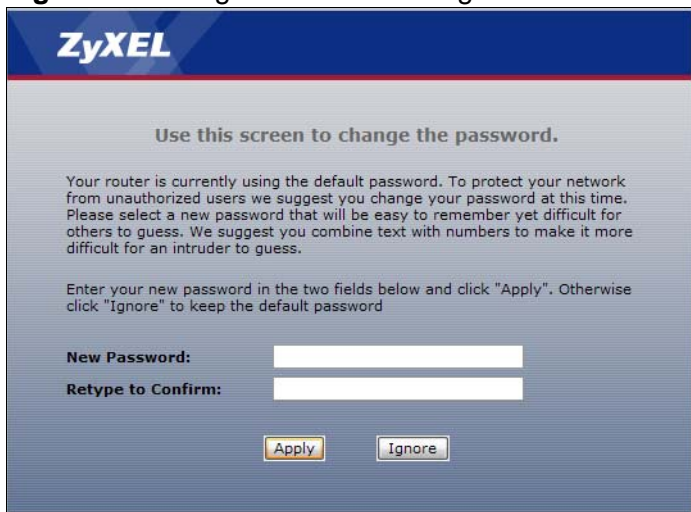 ZyXEL
Use this screen to change the password.
Your router is currently using the default password. To protect your network
from unauthorized users we suggest you change your password at this time.
Please select a new password that will be easy to remember yet difficult for
others to guess. We suggest you combine text with numbers to make it more
difficult for an intruder to guess.
Enter your new password in the two fields below and click "Apply". Otherwise
click "Ignore" to keep the default password
New Password:
Retype to Confirm:
Apply Ignore